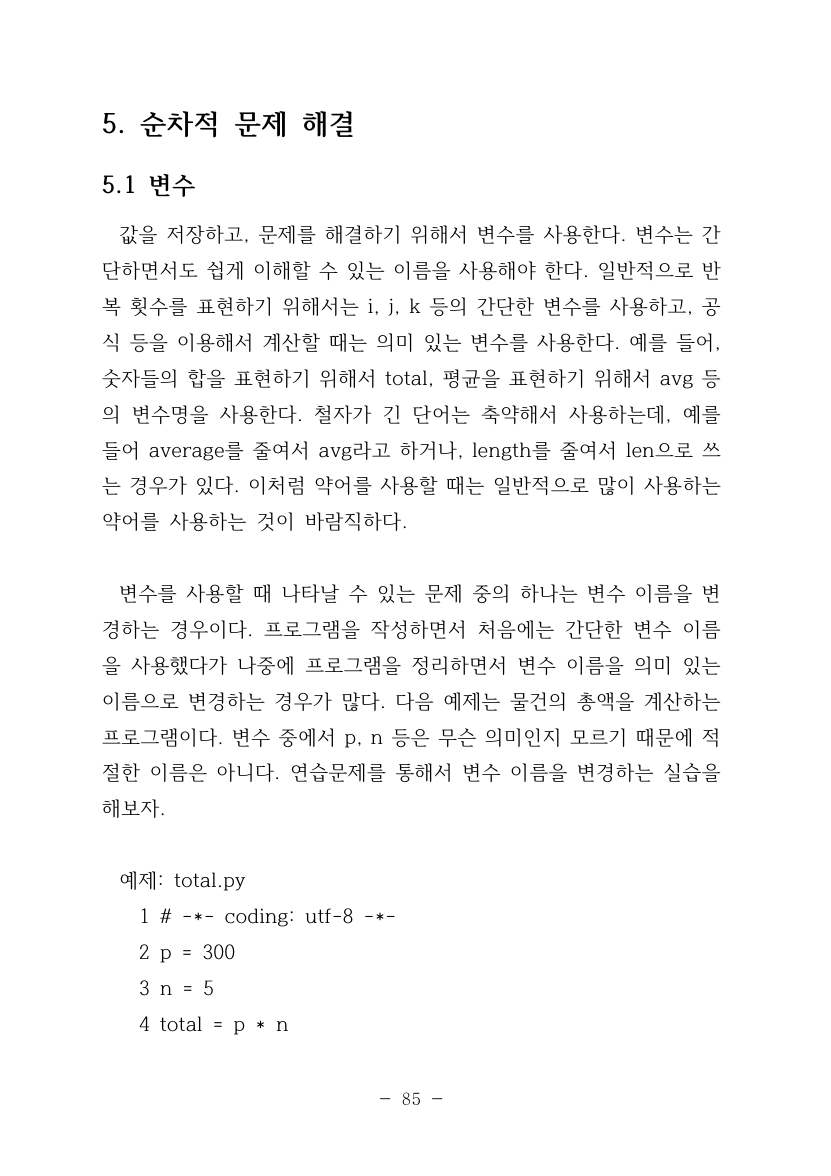 5. 순차적 문제 해결
5.1 변수
값을 저장하고, 문제를 해결하기 위해서 변수를 사용한다. 변수는 간
단하면서도 쉽게 이해할 수 있는 이름을 사용해야 한다. 일반적으로 반
복 횟수를 표현하기 위해서는 i, j, k 등의 간단한 변수를 사용하고, 공
식 등을 이용해서 계산할 때는 의미 있는 변수를 사용한다. 예를 들어,
숫자들의 합을 표현하기 위해서 total, 평균을 표현하기 위해서 avg 등
의 변수명을 사용한다. 철자가 긴 단어는 축약해서 사용하는데, 예를
들어 average를 줄여서 avg라고 하거나, length를 줄여서 len으로 쓰
는 경우가 있다. 이처럼 약어를 사용할 때는 일반적으로 많이 사용하는
약어를 사용하는 것이 바람직하다.
변수를 사용할 때 나타날 수 있는 문제 중의 하나는 변수 이름을 변
경하는 경우이다. 프로그램을 작성하면서 처음에는 간단한 변수 이름
을 사용했다가 나중에 프로그램을 정리하면서 변수 이름을 의미 있는
이름으로 변경하는 경우가 많다. 다음 예제는 물건의 총액을 계산하는
프로그램이다. 변수 중에서 p, n 등은 무슨 의미인지 모르기 때문에 적
절한 이름은 아니다. 연습문제를 통해서 변수 이름을 변경하는 실습을
해보자.
예제: total.py
1 # -*- coding: utf-8 -*-
2 p = 300
3 n = 5
4 total = p * n
- 85 -